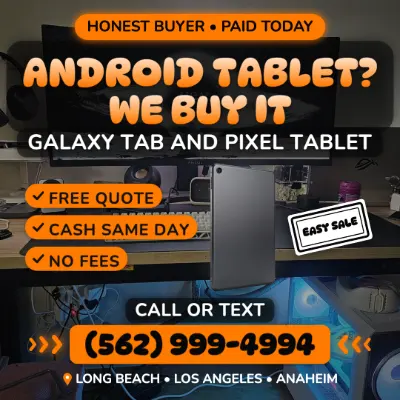 HONEST BUYER • PAID TODAY
ANDROID TABLET?
WE BUY IT
GALAXY TAB AND PIXEL TABLET
FREE QUOTE
CASH SAME DAY
NO FEES
EASY SALE
CALL OR TEXT
(562) 999-4994
LONG BEACH • LOS ANGELES • ANAHEIM